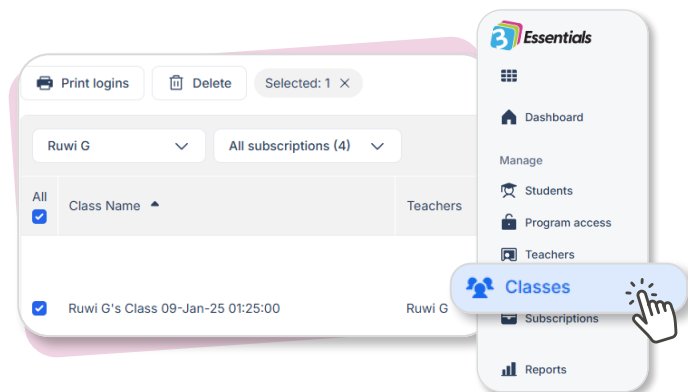 Print logins
Delete
Selected: 1
Ruwi G
All subscriptions (4)
All
Class Name
Teachers
Ruwi G's Class 09-Jan-25 01:25:00
Ruwi G
3 Essentials
Dashboard
Manage
Students
Program access
Teachers
Classes
Subscriptions
Reports